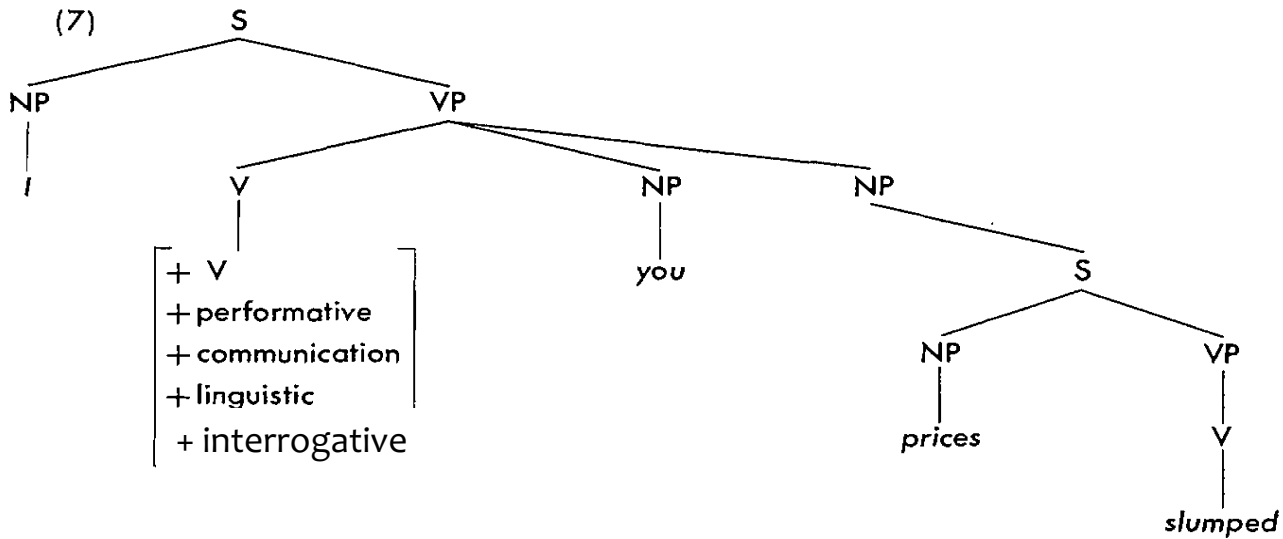 (7) S
NP VP
I V NP NP
+ V you S
+ performative
+ communication NP VP
+ linguistic
+ interrogative prices V
slumped